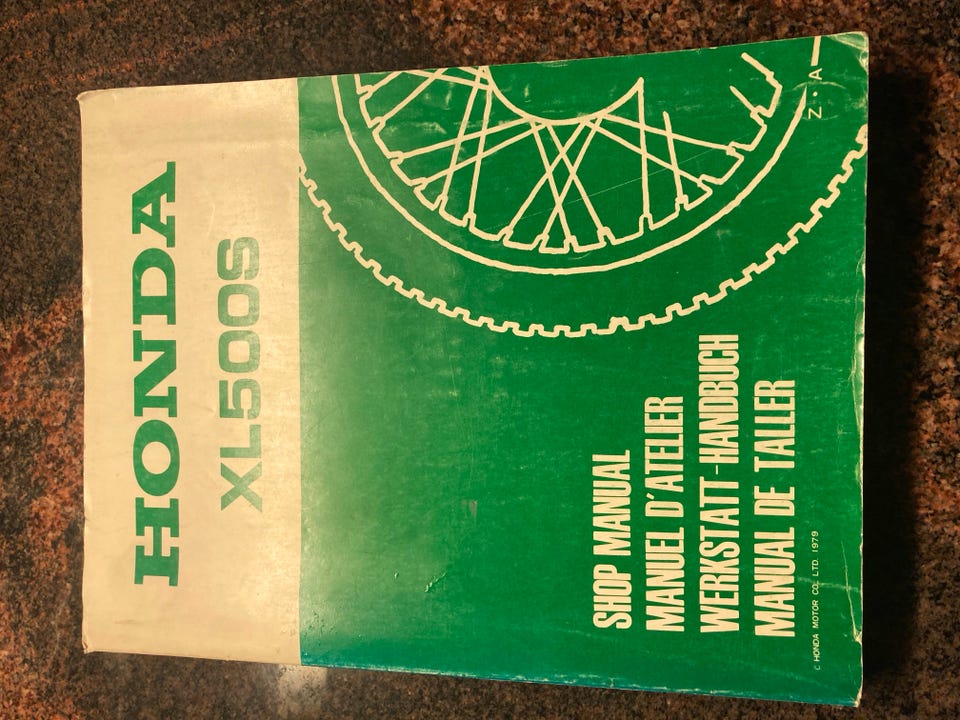 HONDA
XL500S
Z・A
SHOP MANUAL
MANUEL D'ATELIER
WERKSTATT-HANDBUCH
MANUAL DE TALLER
© HONDA MOTOR CO., LTD. 1979